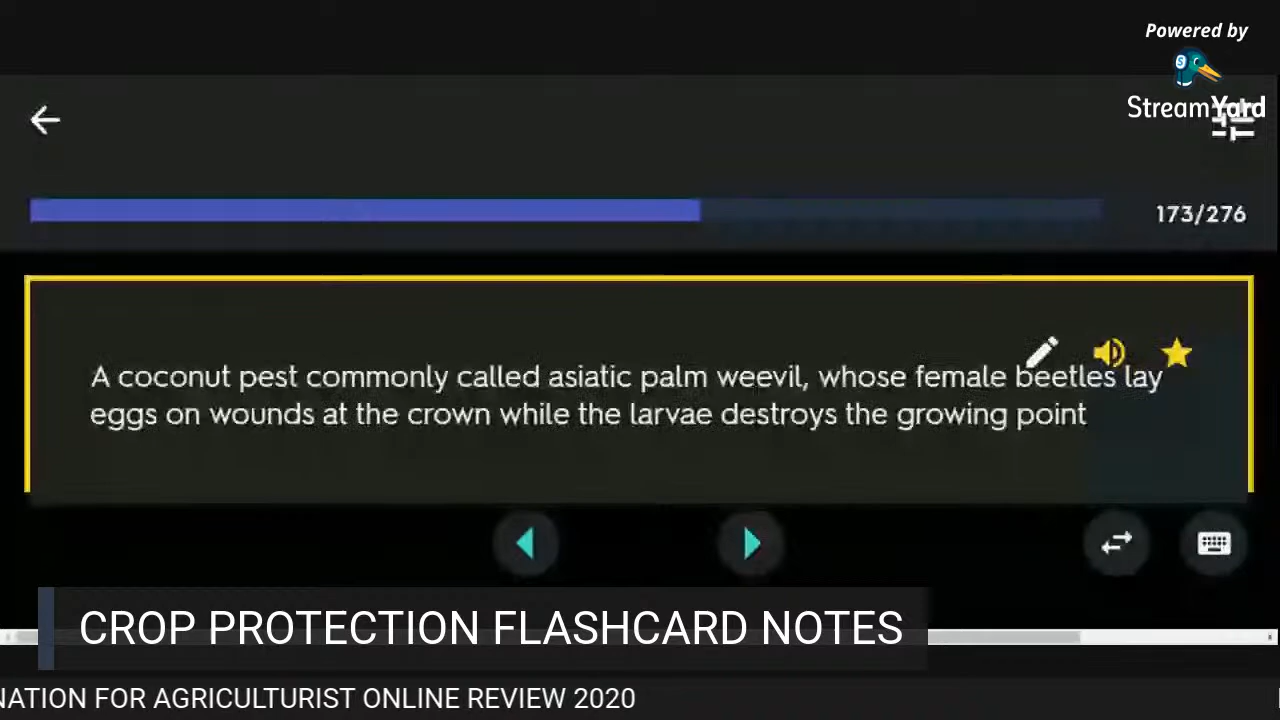 Powered by
StreamYard
173/276
A coconut pest commonly called asiatic palm weevil, whose female beetles lay
eggs on wounds at the crown while the larvae destroys the growing point
CROP PROTECTION FLASHCARD NOTES
NATION FOR AGRICULTURIST ONLINE REVIEW 2020